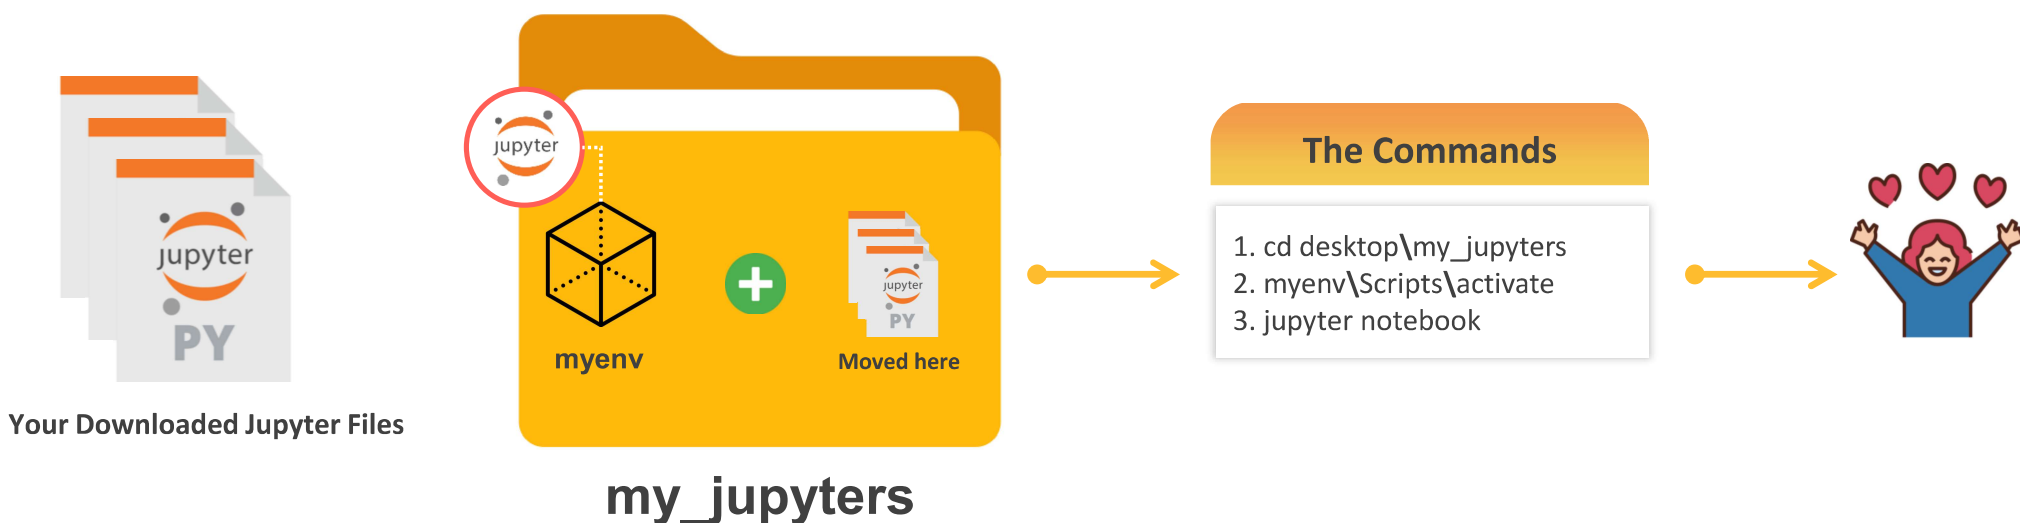 jupyter
PY
Your Downloaded Jupyter Files
jupyter
myenv
jupyter
PY
Moved here
my_jupyters
The Commands
1. cd desktop\my_jupyters
2. myenv\Scripts\activate
3. jupyter notebook